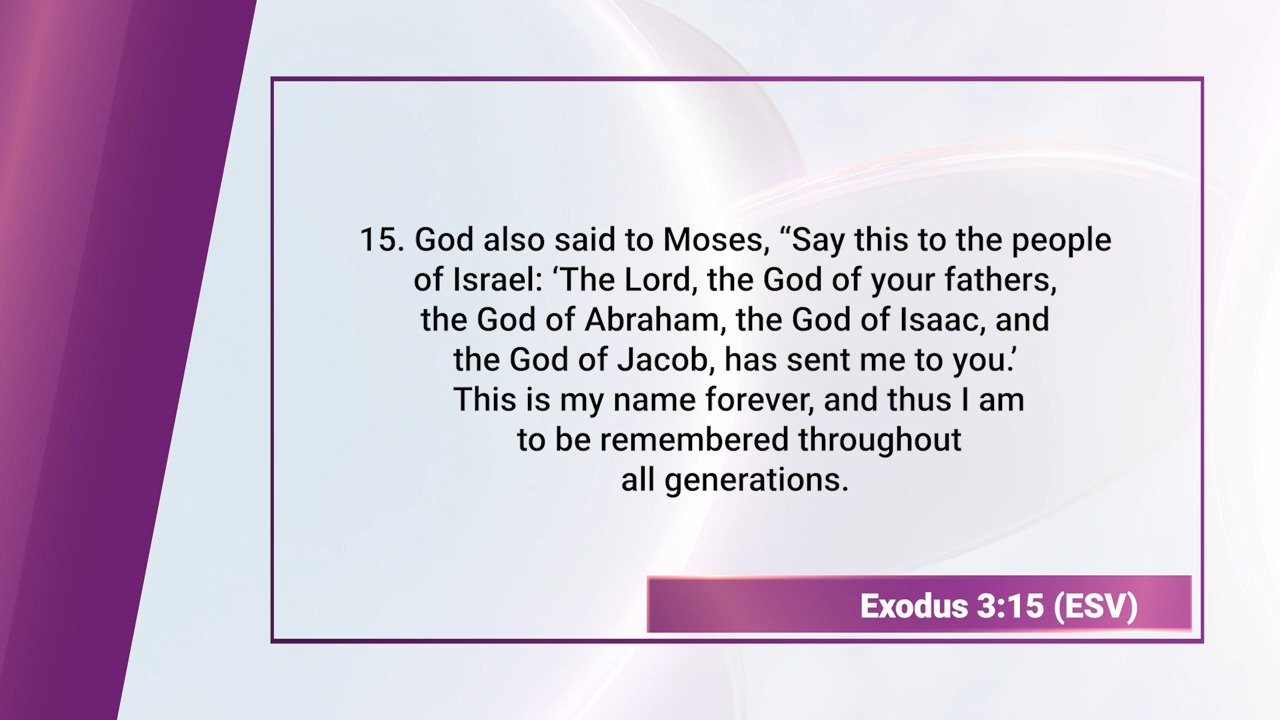 15. God also said to Moses, “Say this to the people
of Israel: ‘The Lord, the God of your fathers,
the God of Abraham, the God of Isaac, and
the God of Jacob, has sent me to you.’
This is my name forever, and thus I am
to be remembered throughout
all generations.
Exodus 3:15 (ESV)